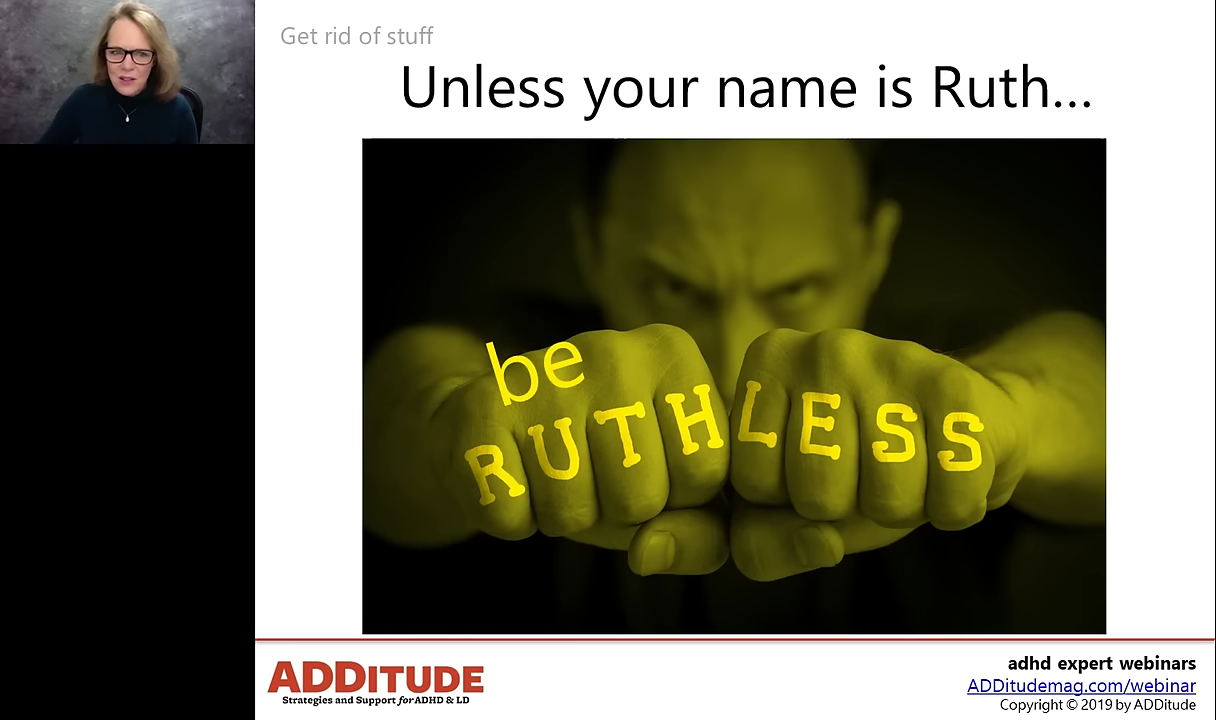 Get rid of stuff
Unless your name is Ruth...
be
RUTHLESS
ADDITUDE
Strategies and Support for ADHD & LD
adhd expert webinars
ADDitudemag.com/webinar
Copyright © 2019 by ADDitude